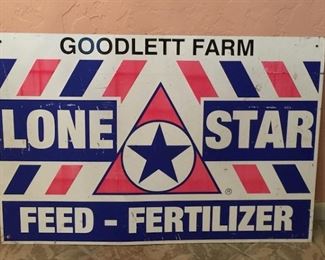 GOODLETT FARM
LONE STAR
®
FEED - FERTILIZER